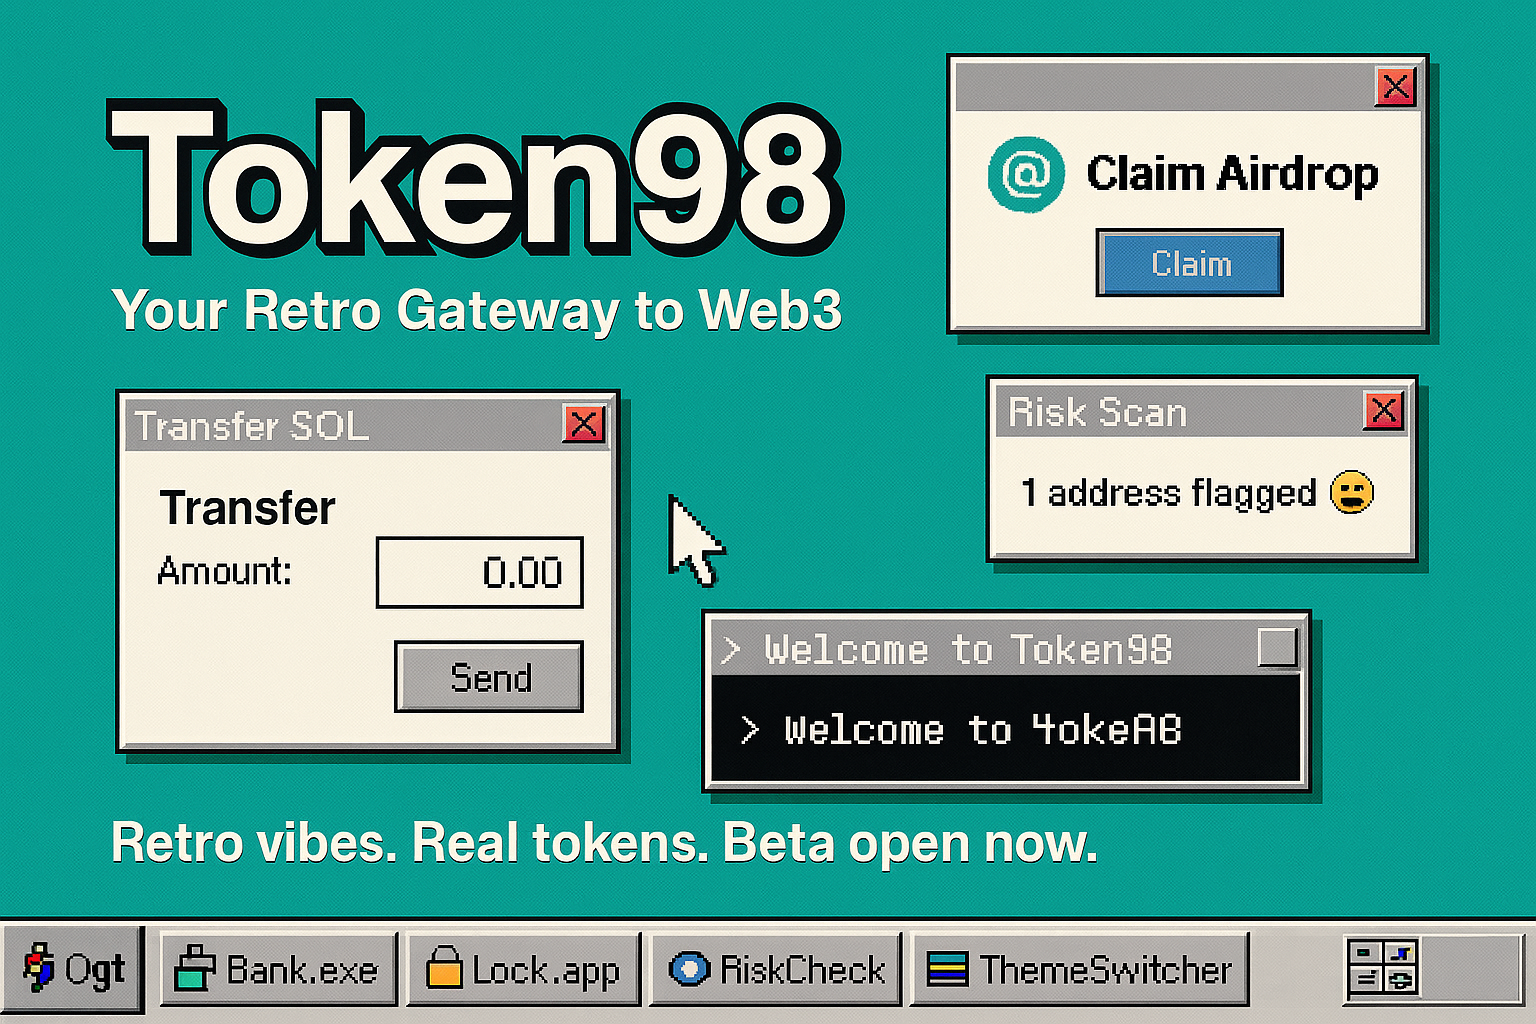 Token98
Your Retro Gateway to Web3
@ Claim Airdrop
Claim
Transfer SOL
Transfer
Amount: 0.00
Send
Risk Scan
1 address flagged
> Welcome to Token98
> Welcome to 4okeAB
Retro vibes. Real tokens. Beta open now.
Ogt
Bank.exe
Lock.app
RiskCheck
ThemeSwitcher